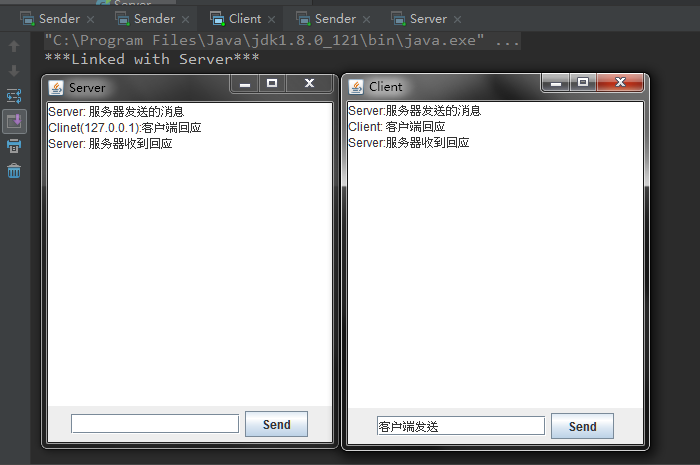 Server
Sender
Sender
Client
Sender
Server
"C:\Program Files\Java\jdk1.8.0_121\bin\java.exe" ...
***Linked with Server***
Server
Server: 服务器发送的消息
Clinet(127.0.0.1):客户端回应
Server: 服务器收到回应
Send
Client
Server:服务器发送的消息
Client: 客户端回应
Server:服务器收到回应
客户端发送
Send